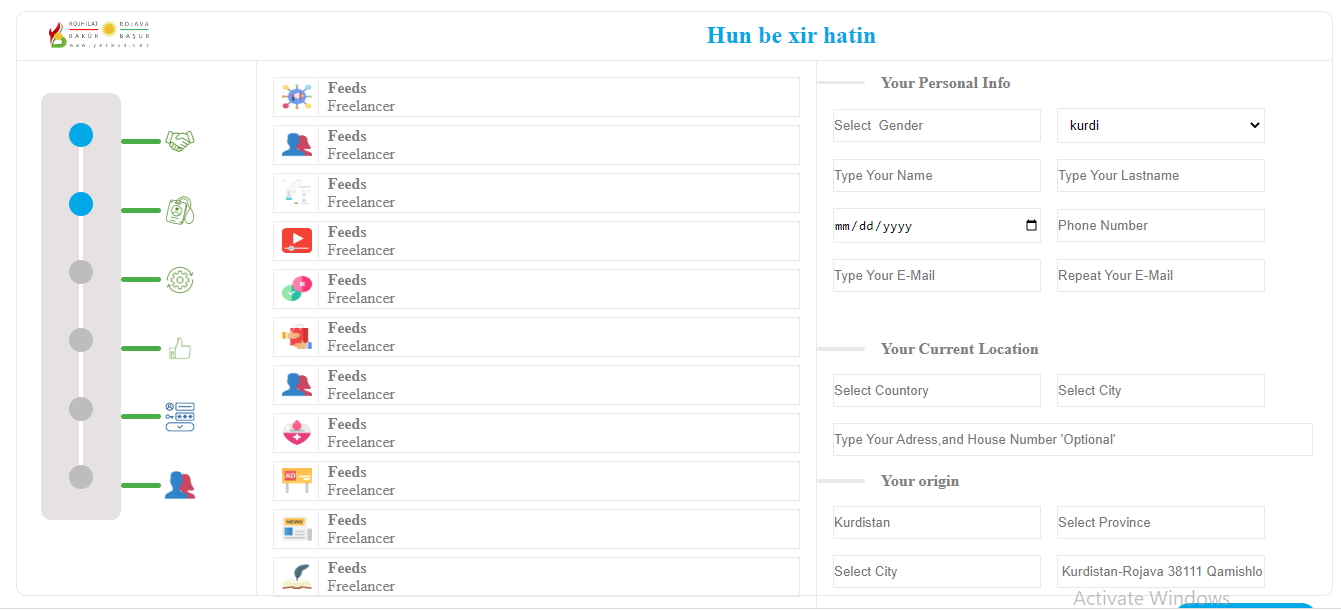 ROJHILAT ROJAVA
BAKÛR BAŞUR
www.yexbun.net
Hun be xir hatin
Feeds
Freelancer
Feeds
Freelancer
Feeds
Freelancer
Feeds
Freelancer
Feeds
Freelancer
Feeds
Freelancer
Feeds
Freelancer
Feeds
Freelancer
AD
Feeds
Freelancer
NEWS
Feeds
Freelancer
Feeds
Freelancer
Your Personal Info
Select  Gender
kurdi
Type Your Name
Type Your Lastname
mm/dd/yyyy
Phone Number
Type Your E-Mail
Repeat Your E-Mail
Your Current Location
Select Countory
Select City
Type Your Adress,and House Number 'Optional'
Your origin
Kurdistan
Select Province
Select City
Kurdistan-Rojava 38111 Qamishlo
Activate Windows